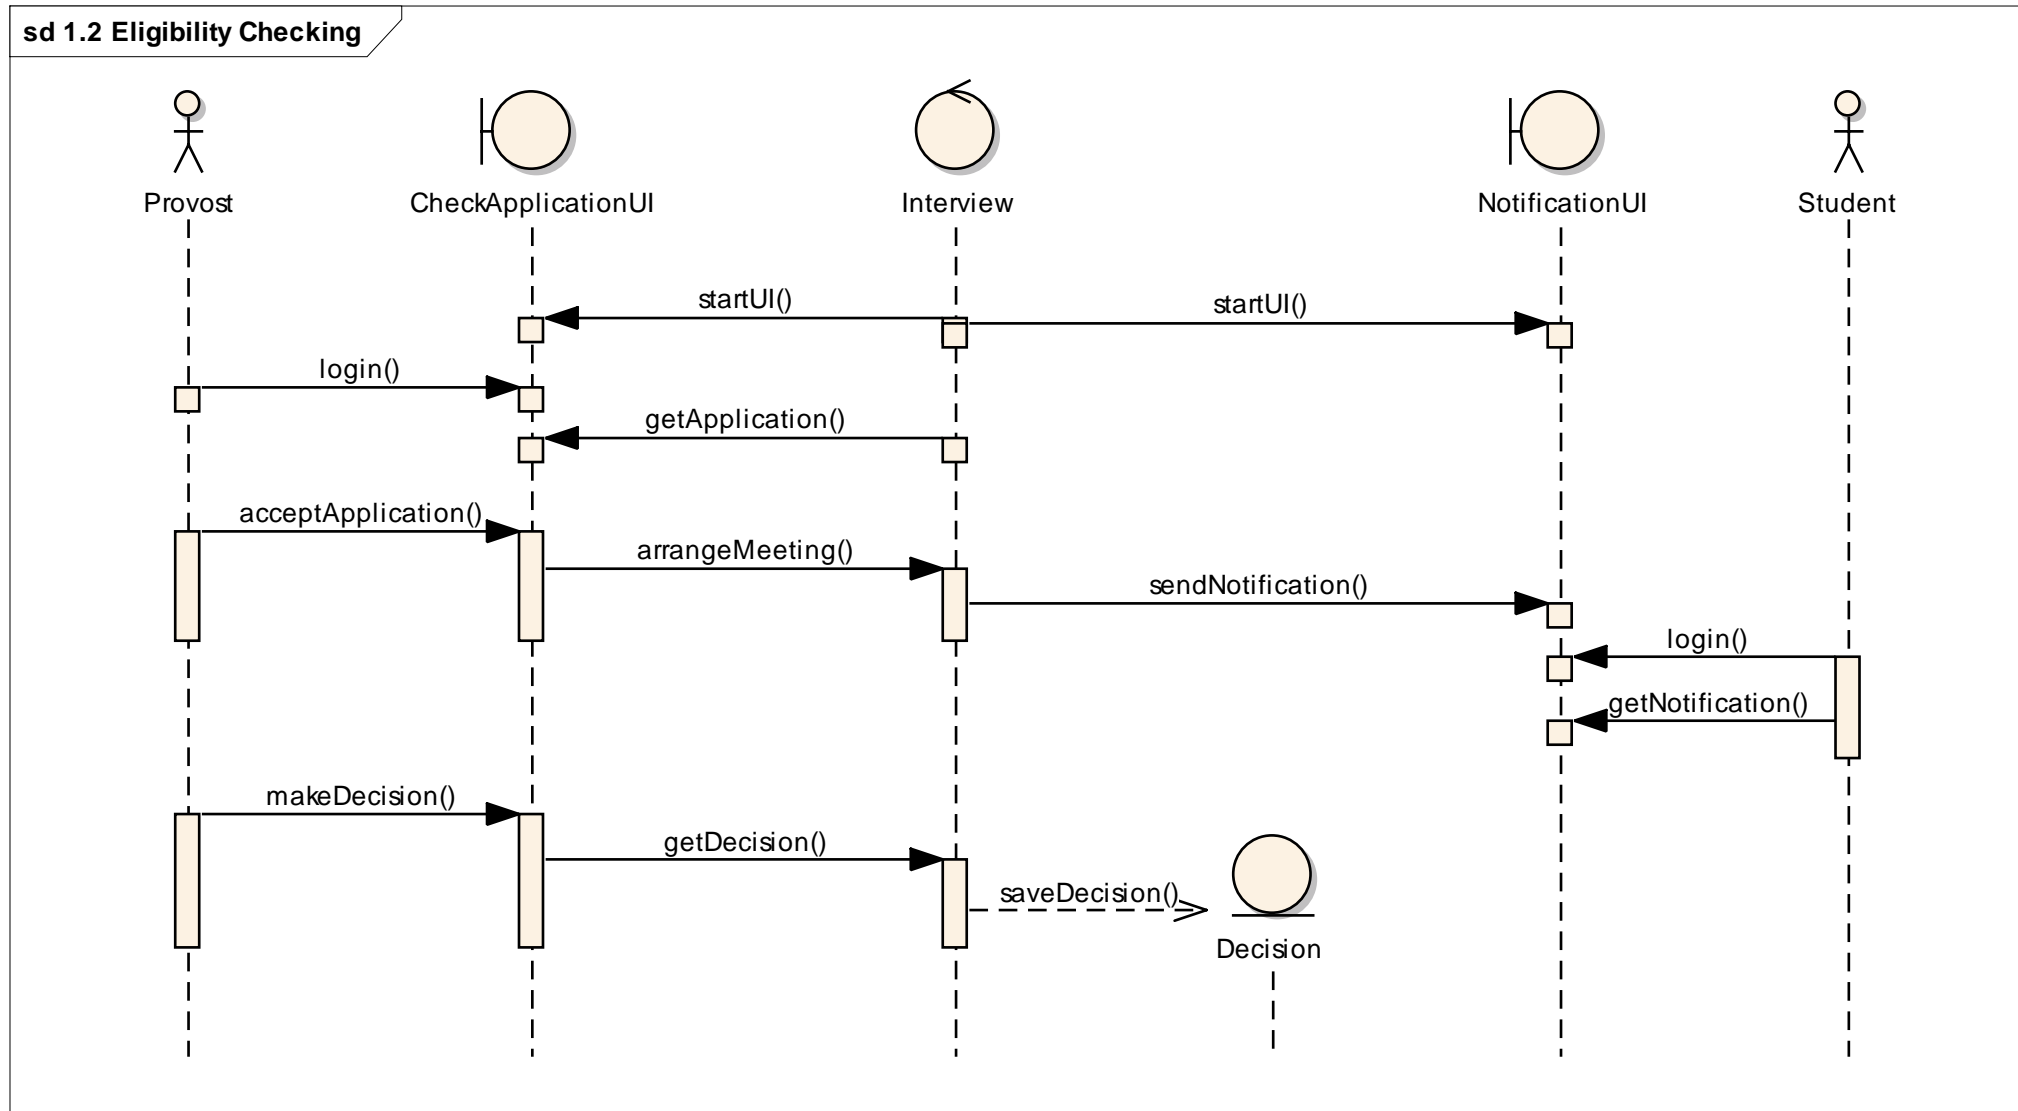 sd 1.2 Eligibility Checking
Provost
CheckApplicationUI
Interview
NotificationUI
Student
startUI()
startUI()
login()
getApplication()
acceptApplication()
arrangeMeeting()
sendNotification()
login()
getNotification()
makeDecision()
getDecision()
saveDecision()
Decision